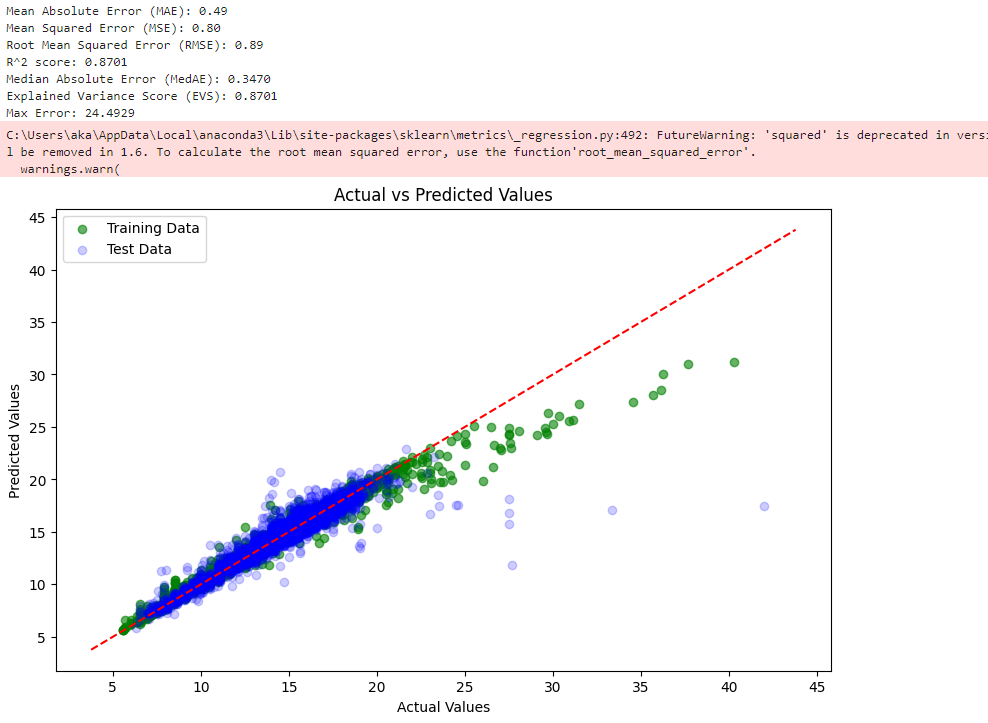 Mean Absolute Error (MAE): 0.49
Mean Squared Error (MSE): 0.80
Root Mean Squared Error (RMSE): 0.89
R^2 score: 0.8701
Median Absolute Error (MedAE): 0.3470
Explained Variance Score (EVS): 0.8701
Max Error: 24.4929
C:\Users\aka\AppData\Local\anaconda3\Lib\site-packages\sklearn\metrics\_regression.py:492: FutureWarning: 'squared' is deprecated in versi
l be removed in 1.6. To calculate the root mean squared error, use the function'root_mean_squared_error'.
warnings.warn(
Actual vs Predicted Values
Training Data
Test Data
Predicted Values
45
40
35
30
25
20
15
10
5
5 10 15 20 25 30 35 40 45
Actual Values